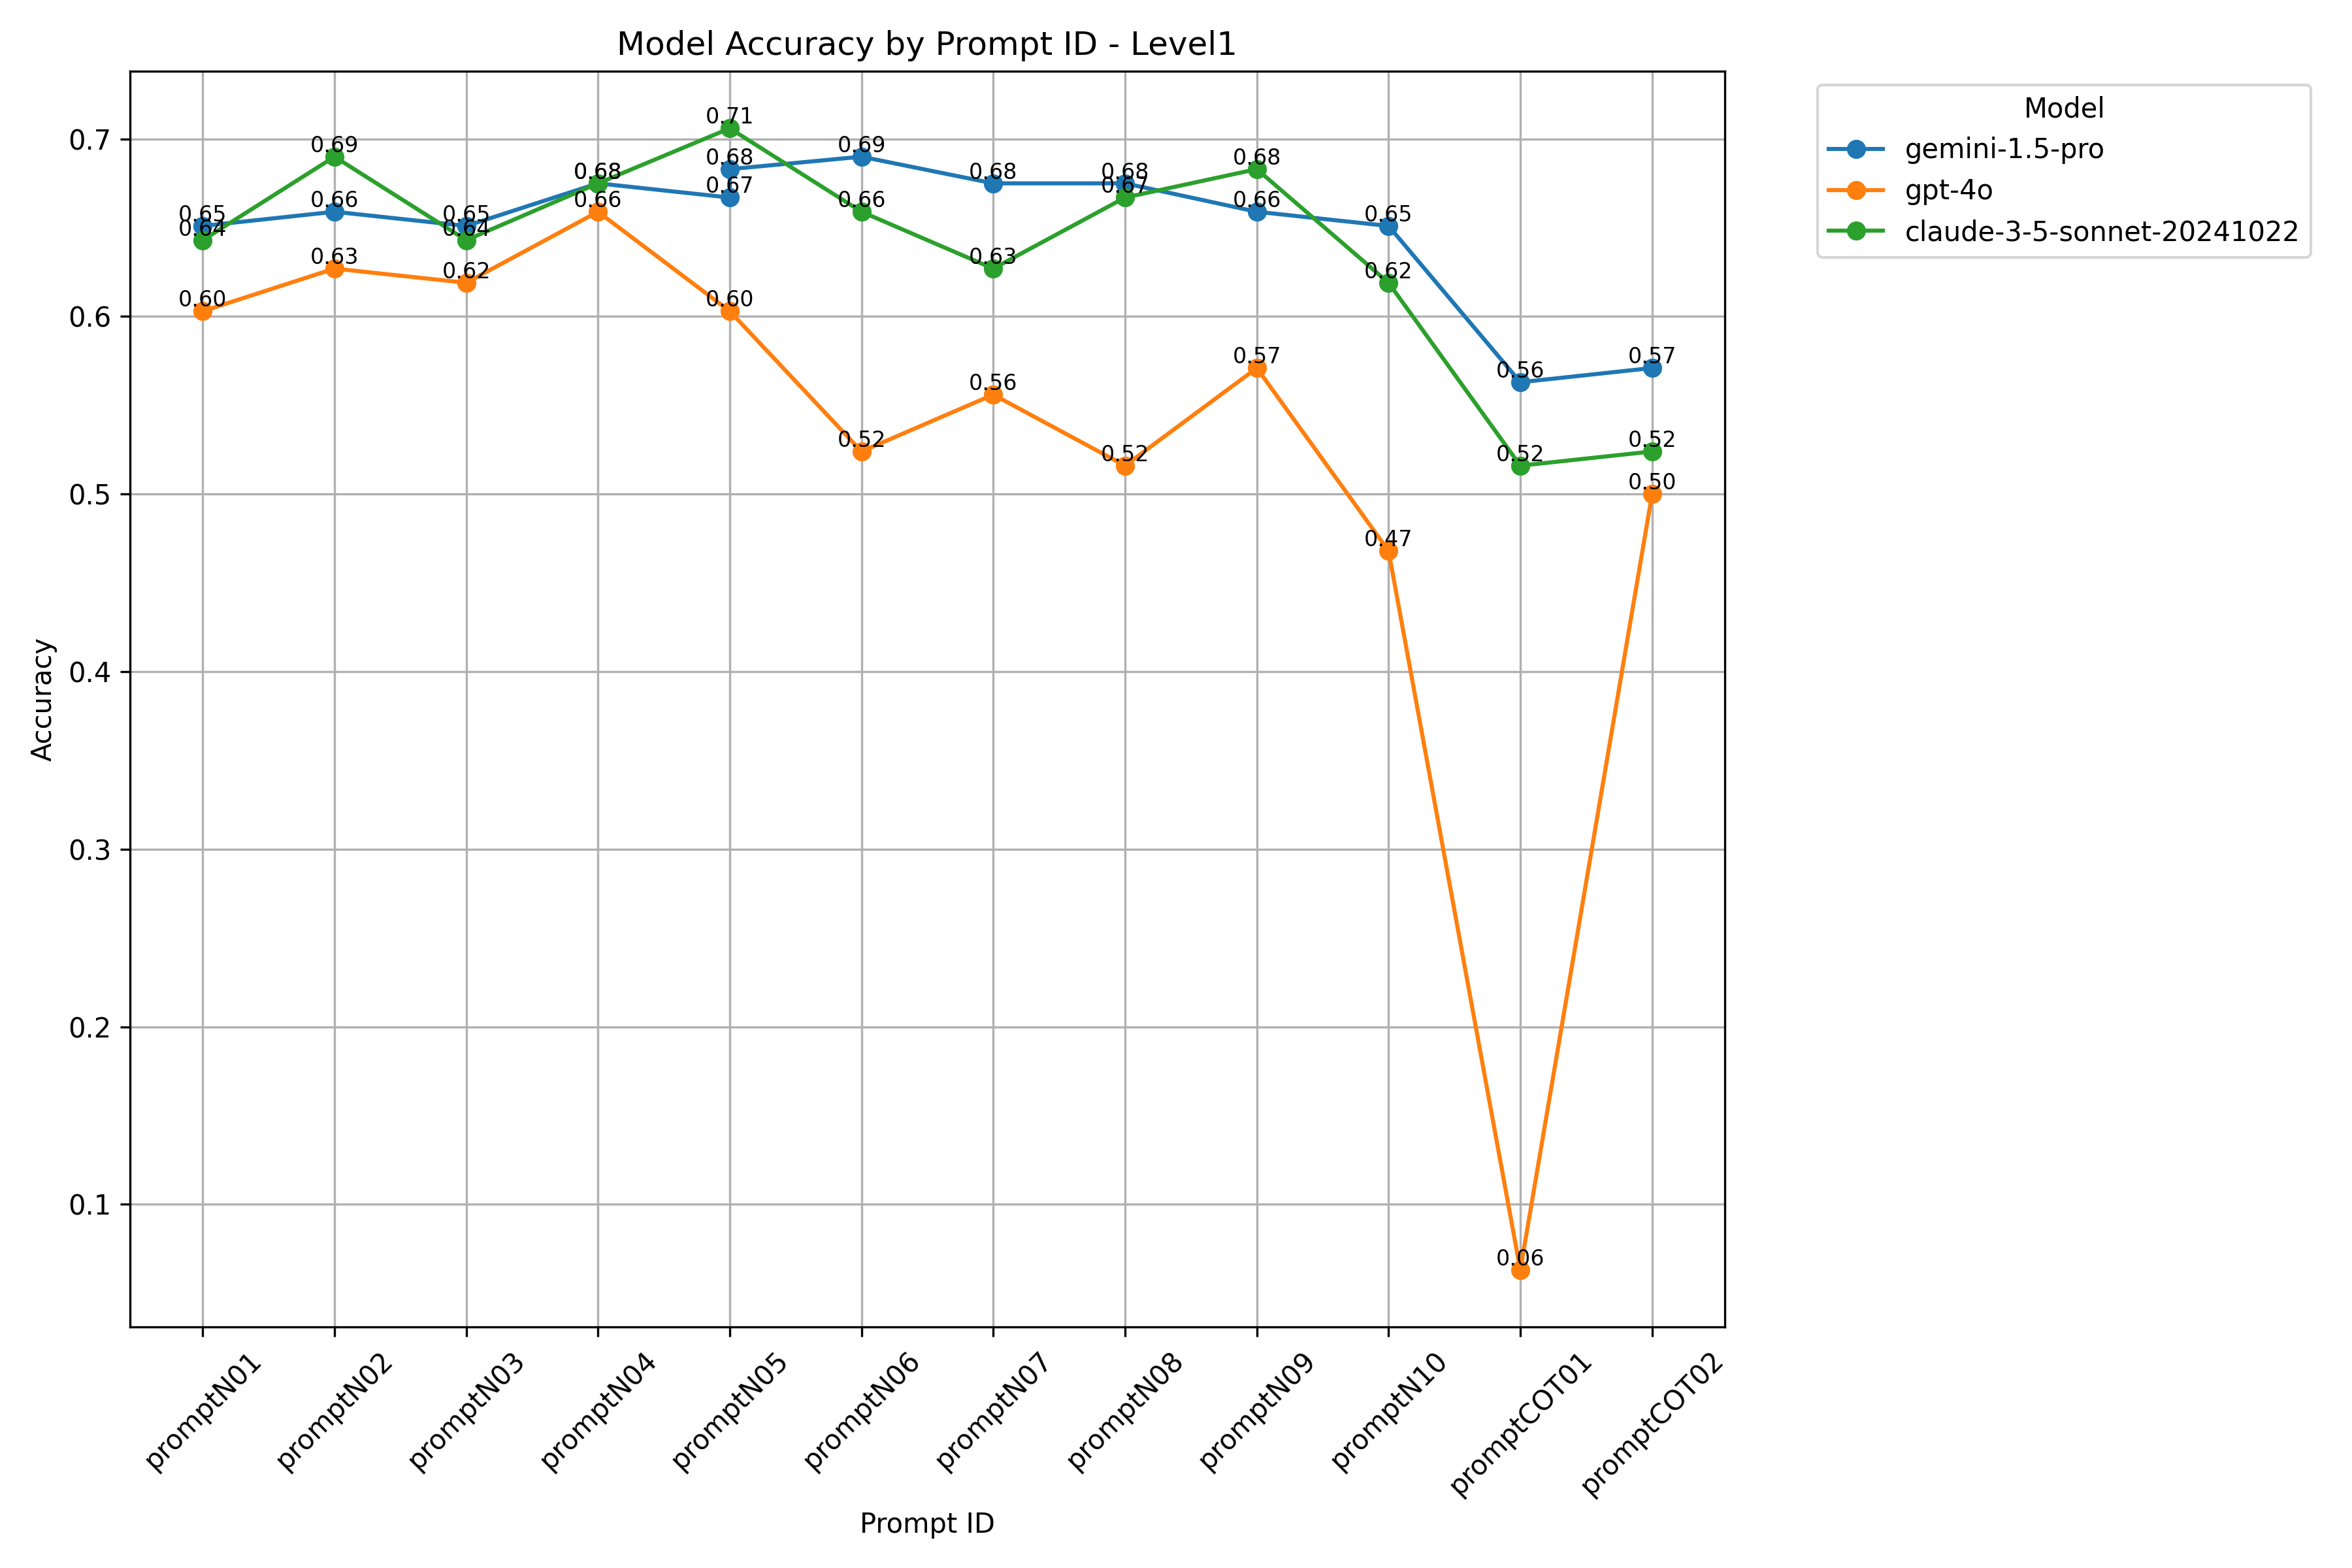 Model Accuracy by Prompt ID - Level1
Model
gemini-1.5-pro
gpt-4o
claude-3-5-sonnet-20241022
Accuracy
0.7
0.6
0.5
0.4
0.3
0.2
0.1
0.65
0.66
0.65
0.68
0.67
0.68
0.69
0.68
0.68
0.66
0.65
0.56
0.57
0.60
0.63
0.62
0.66
0.60
0.52
0.56
0.52
0.57
0.47
0.06
0.50
0.64
0.69
0.64
0.68
0.71
0.66
0.63
0.67
0.68
0.62
0.52
0.52
promptN01
promptN02
promptN03
promptN04
promptN05
promptN06
promptN07
promptN08
promptN09
promptN10
promptCOT01
promptCOT02
Prompt ID